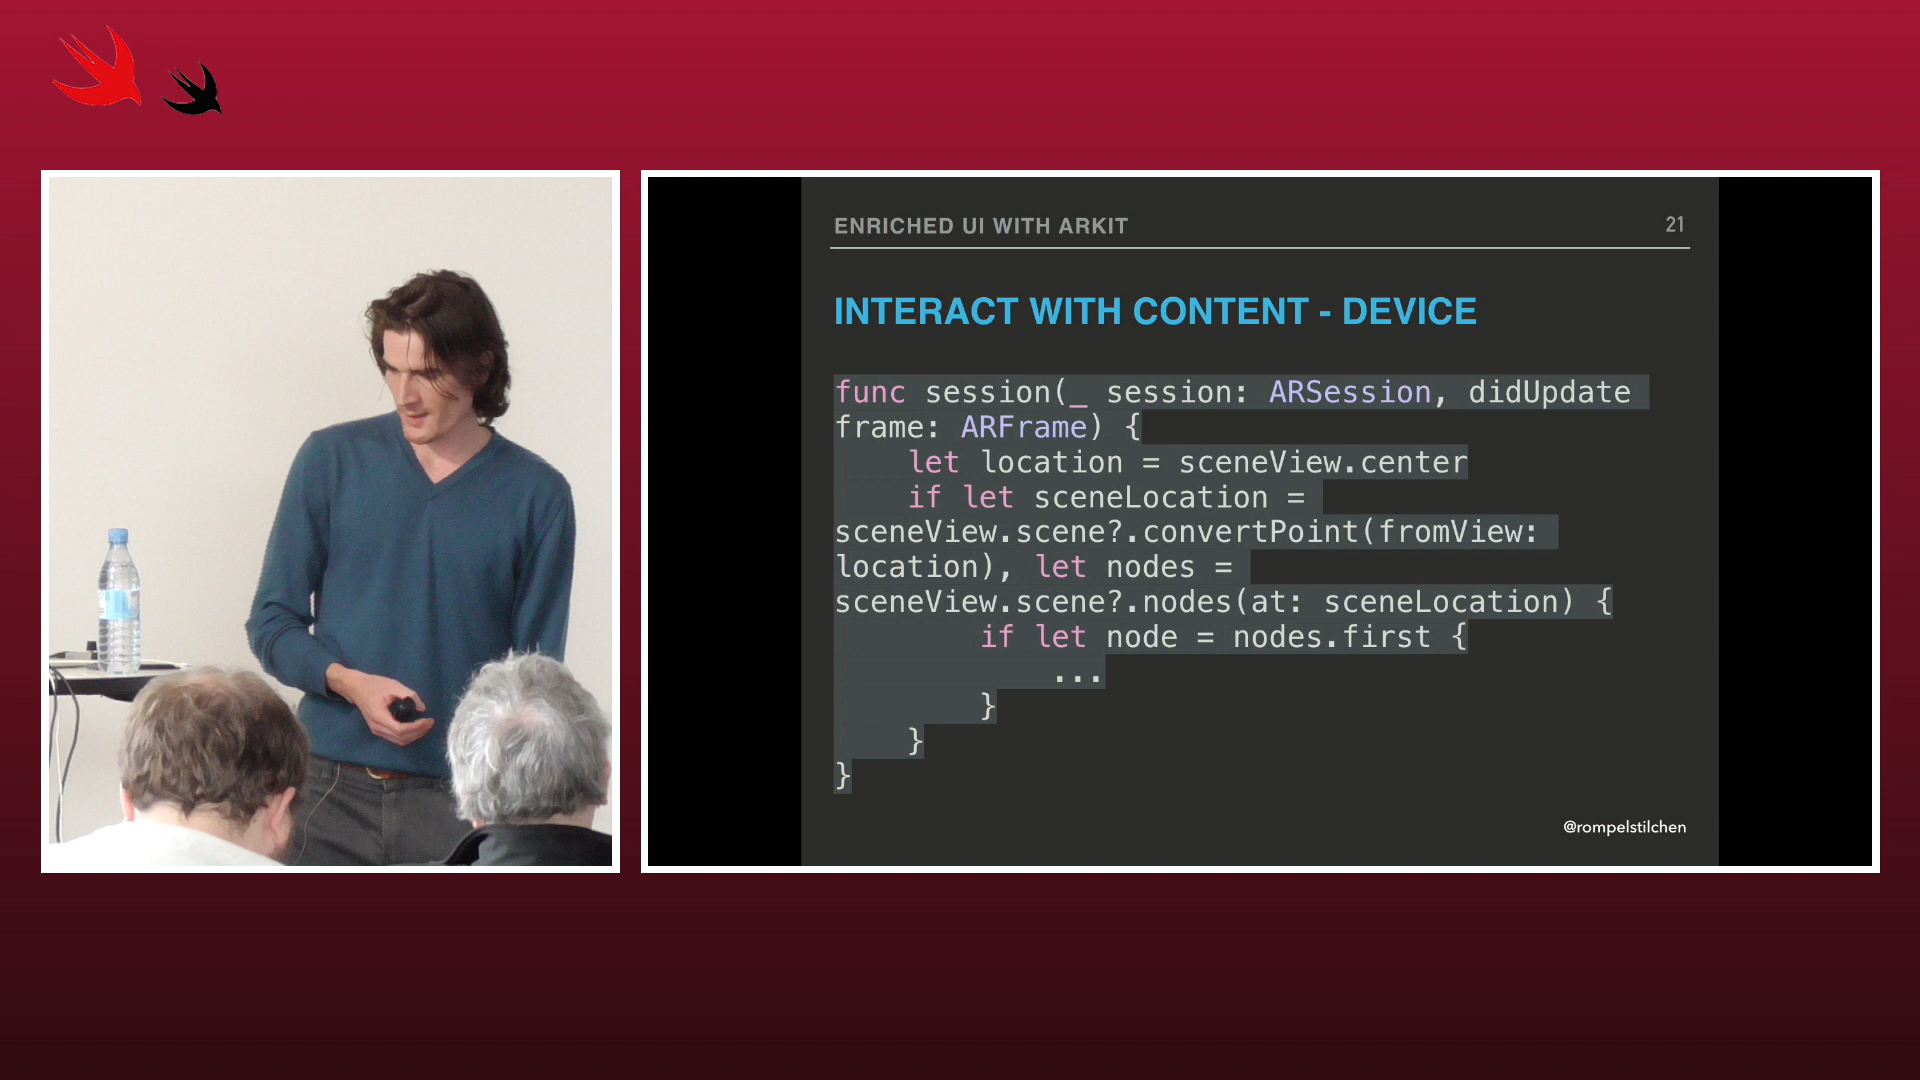 ENRICHED UI WITH ARKIT
21
INTERACT WITH CONTENT - DEVICE
func session(_ session: ARSession, didUpdate
frame: ARFrame) {
    let location = sceneView.center
    if let sceneLocation =
sceneView.scene?.convertPoint(fromView:
location), let nodes =
sceneView.scene?.nodes(at: sceneLocation) {
        if let node = nodes.first {
            ...
        }
    }
}
@rompelstilchen